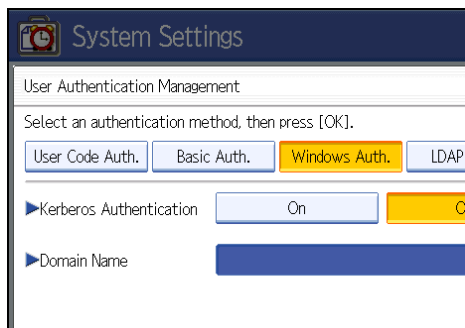 System Settings
User Authentication Management
Select an authentication method, then press [OK].
User Code Auth. Basic Auth. Windows Auth. LDAP
▶Kerberos Authentication On
▶Domain Name